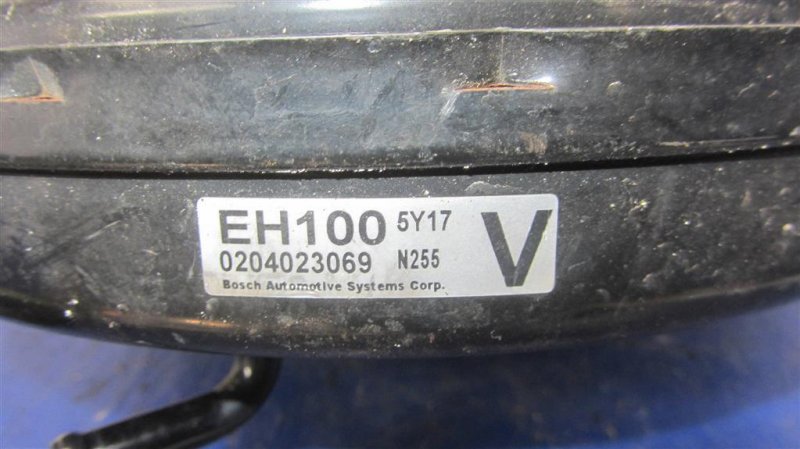 EH100 5Y17 V
0204023069 N255
Bosch Automotive Systems Corp.